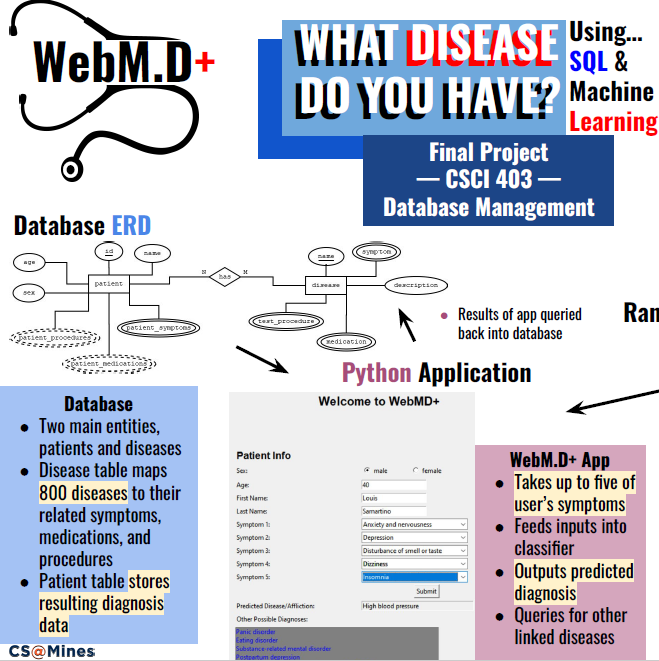 WebM.D+
WHAT DISEASE
DO YOU HAVE?
Using...
SQL &
Machine
Learning
Final Project
— CSCI 403 —
Database Management
Database ERD
id
name
age
patient
sex
patient_symptoms
patient_procedures
patient_medications
N
has
M
name
symptom
disease
description
test_procedure
medication
● Results of app queried
back into database
Ran
Python Application
Database
● Two main entities,
patients and diseases
● Disease table maps
800 diseases to their
related symptoms,
medications, and
procedures
● Patient table stores
resulting diagnosis
data
CS@Mines
Welcome to WebMD+
Patient Info
Sex: male female
Age: 40
First Name: Louis
Last Name: Samartino
Symptom 1: Anxiety and nervousness
Symptom 2: Depression
Symptom 3: Disturbance of smell or taste
Symptom 4: Dizziness
Symptom 5: Insomnia
Submit
Predicted Disease/Affliction: High blood pressure
Other Possible Diagnoses:
Panic disorder
Eating disorder
Substance-related mental disorder
Postpartum depression
WebM.D+ App
● Takes up to five of
user's symptoms
● Feeds inputs into
classifier
● Outputs predicted
diagnosis
● Queries for other
linked diseases